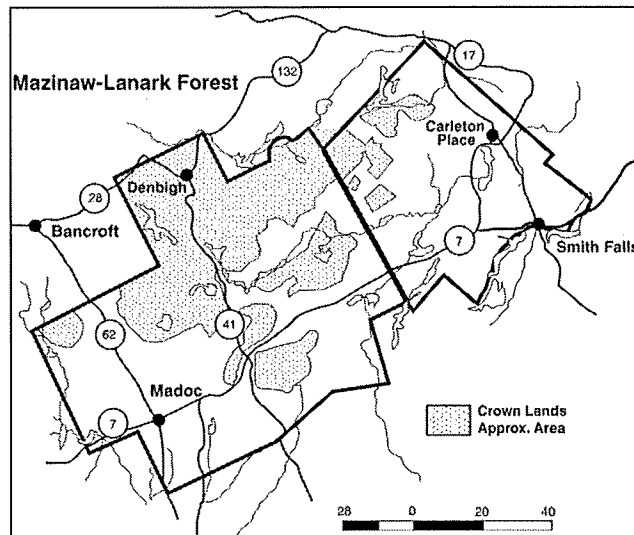 Mazinaw-Lanark Forest
132
17
Carleton
Place
Denbigh
28
Bancroft
7
Smith Falls
62
41
Madoc
7
Crown Lands
Approx. Area
28 0 20 40